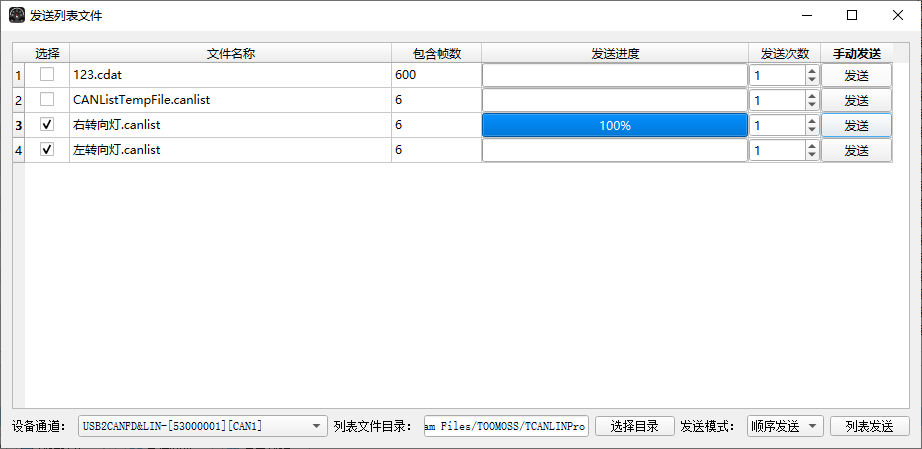 发送列表文件
选择 文件名称 包含帧数 发送进度 发送次数 手动发送
1 123.cdat 600 1 发送
2 CANListTempFile.canlist 6 1 发送
3 右转向灯.canlist 6 100% 1 发送
4 左转向灯.canlist 6 1 发送
设备通道： USB2CANFD&LIN-[53000001][CAN1] 列表文件目录： am Files/TOOMOSS/TCANLINPro 选择目录 发送模式： 顺序发送 列表发送